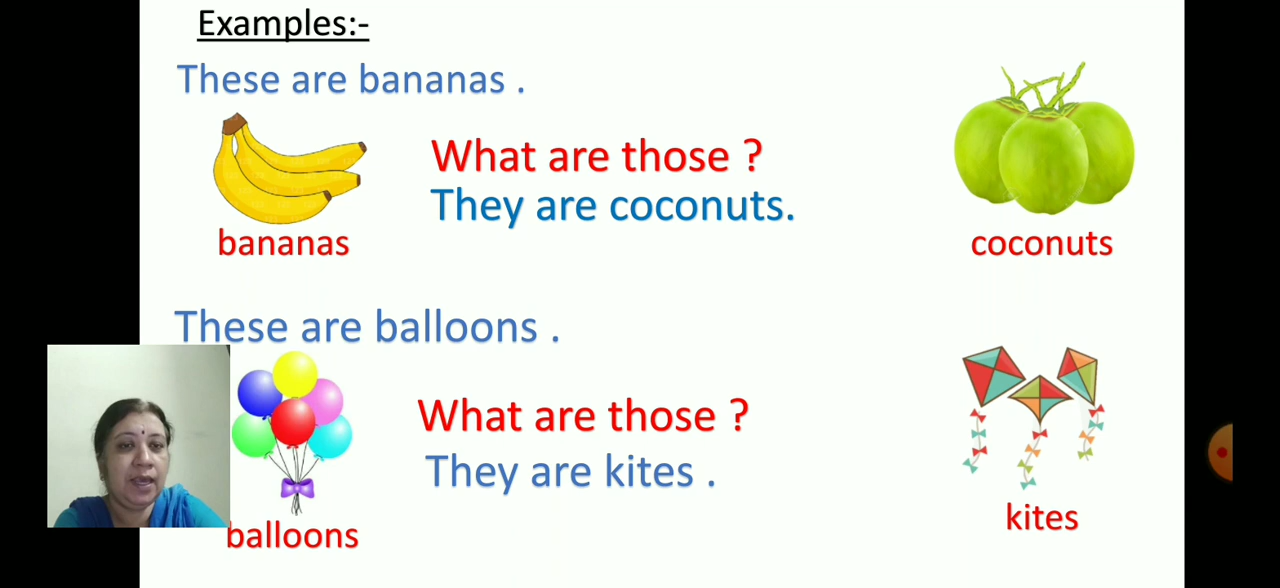 Examples:-
These are bananas .
What are those ?
They are coconuts.
bananas
coconuts
These are balloons .
What are those ?
They are kites .
balloons
kites